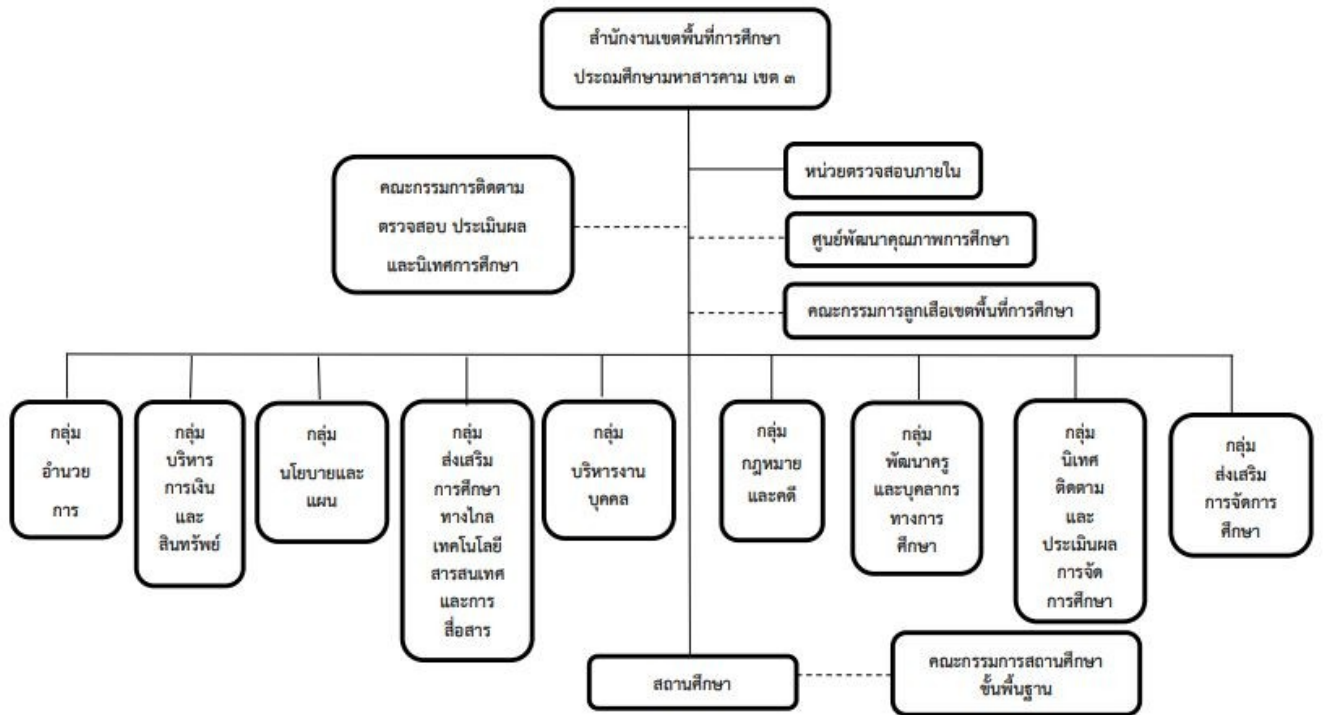 สำนักงานเขตพื้นที่การศึกษา
ประถมศึกษามหาสารคาม เขต ๓
หน่วยตรวจสอบภายใน
คณะกรรมการติดตาม
ตรวจสอบ ประเมินผล
และนิเทศการศึกษา
ศูนย์พัฒนาคุณภาพการศึกษา
คณะกรรมการลูกเสือเขตพื้นที่การศึกษา
กลุ่ม
อำนวย
การ
กลุ่ม
บริหาร
การเงิน
และ
สินทรัพย์
กลุ่ม
นโยบายและ
แผน
กลุ่ม
ส่งเสริม
การศึกษา
ทางไกล
เทคโนโลยี
สารสนเทศ
และการ
สื่อสาร
กลุ่ม
บริหารงาน
บุคคล
กลุ่ม
กฎหมาย
และคดี
กลุ่ม
พัฒนาครู
และบุคลากร
ทางการ
ศึกษา
กลุ่ม
นิเทศ
ติดตาม
และ
ประเมินผล
การจัด
การศึกษา
กลุ่ม
ส่งเสริม
การจัดการ
ศึกษา
สถานศึกษา
คณะกรรมการสถานศึกษา
ขั้นพื้นฐาน